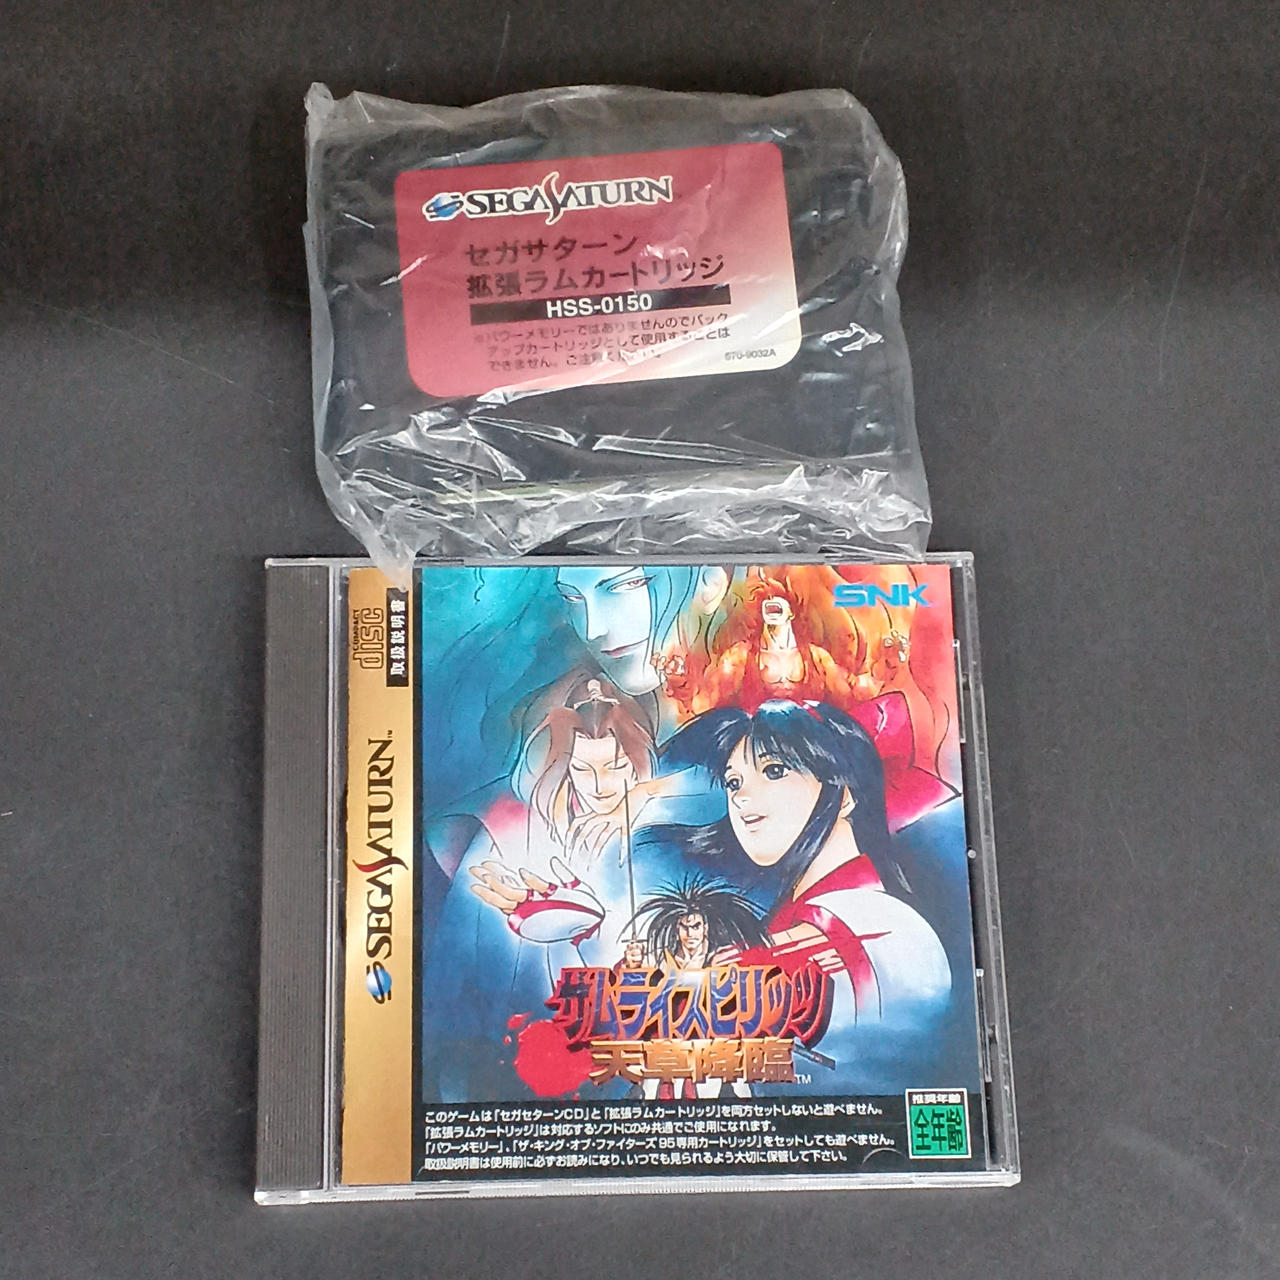 SEGA SATURN
セガサターン
拡張ラムカートリッジ
HSS-0150
※パワーメモリーではありませんのでバック
アップカートリッジとして使用することは
できません。ご注意く
670-9032A
COMPACT
disc
取扱説明書
SEGA SATURN™
SNK
サムライスピリッツ
天草降臨™
このゲームは「セガサターンCD」と「拡張ラムカートリッジ」を両方セットしないと遊べません。
「拡張ラムカートリッジ」は対応するソフトにのみ共通でご使用になれます。
「パワーメモリー」、「ザ・キング・オブ・ファイターズ95専用カートリッジ」をセットしても遊べません。
取扱説明書は使用前に必ずお読みになり、いつでも見られるよう大切に保管して下さい。
推奨年齢
全年齢